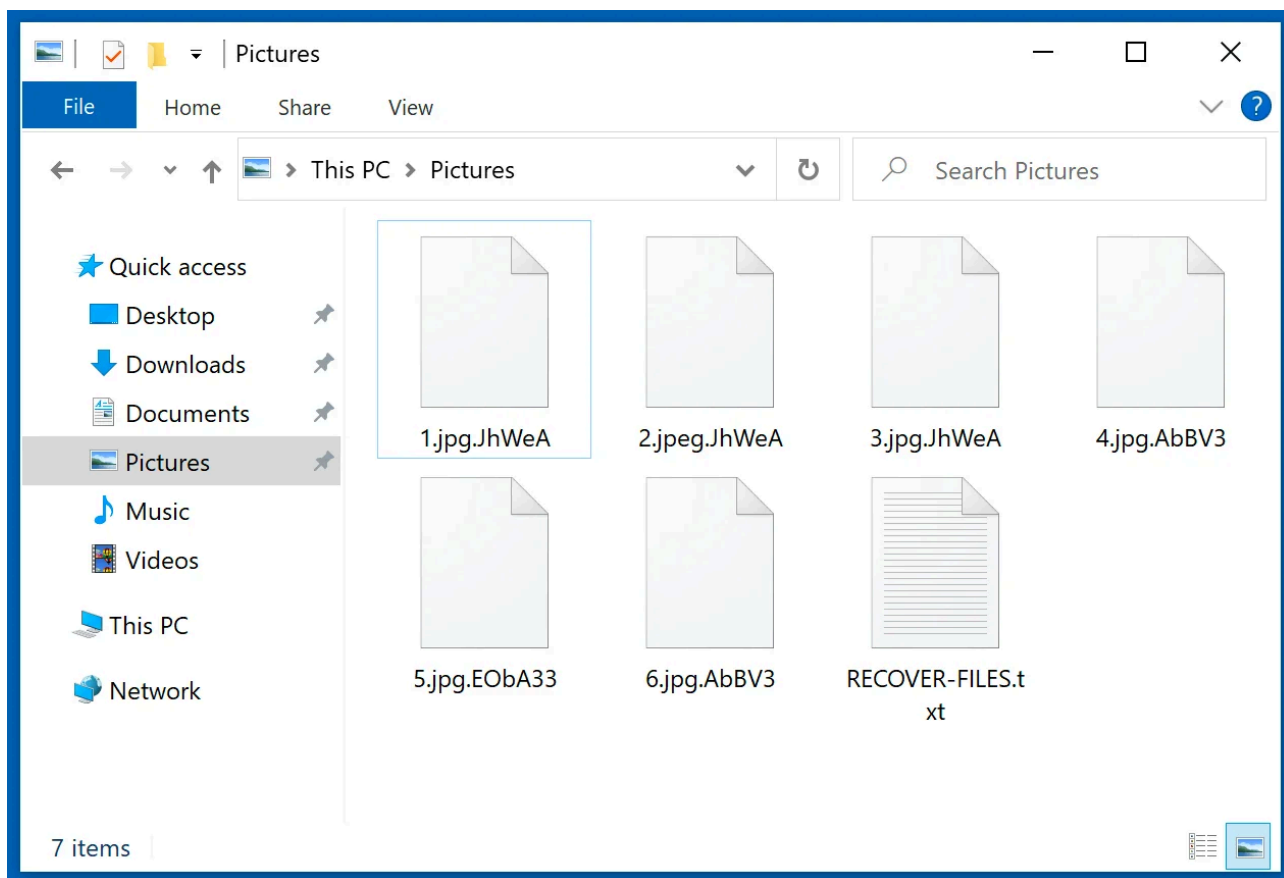 Pictures
File Home Share View
?
This PC Pictures
Search Pictures
Quick access
Desktop
Downloads
Documents
Pictures
Music
Videos
This PC
Network
1.jpg.JhWeA
2.jpeg.JhWeA
3.jpg.JhWeA
4.jpg.AbBV3
5.jpg.EObA33
6.jpg.AbBV3
RECOVER-FILES.t
xt
7 items